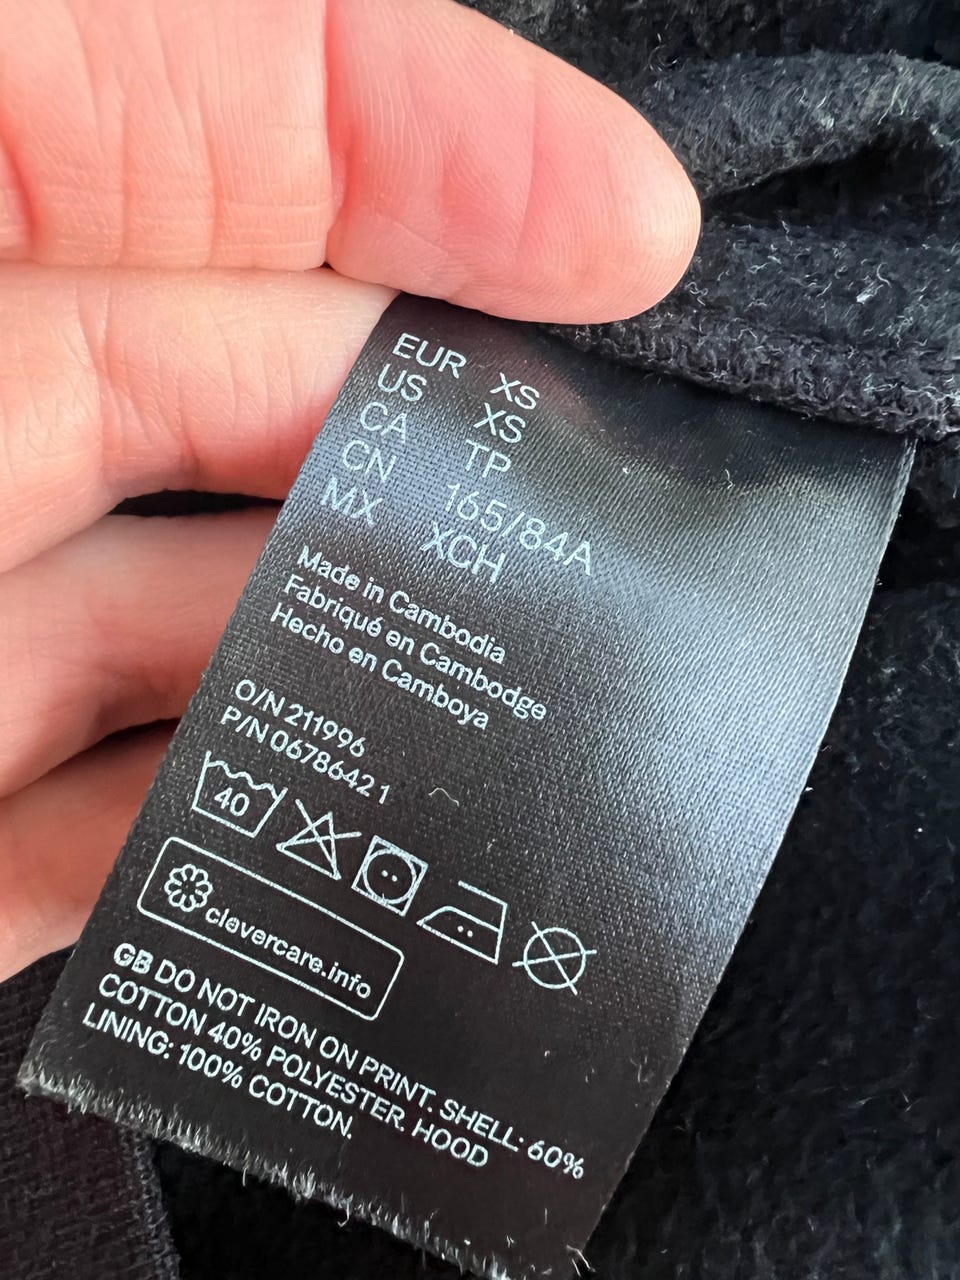 EUR XS
US XS
CA TP
CN 165/84A
MX XCH
Made in Cambodia
Fabriqué en Cambodge
Hecho en Camboya
O/N 211996
P/N 06786421
40
clevercare.info
GB DO NOT IRON ON PRINT. SHELL: 60%
COTTON 40% POLYESTER. HOOD
LINING: 100% COTTON.